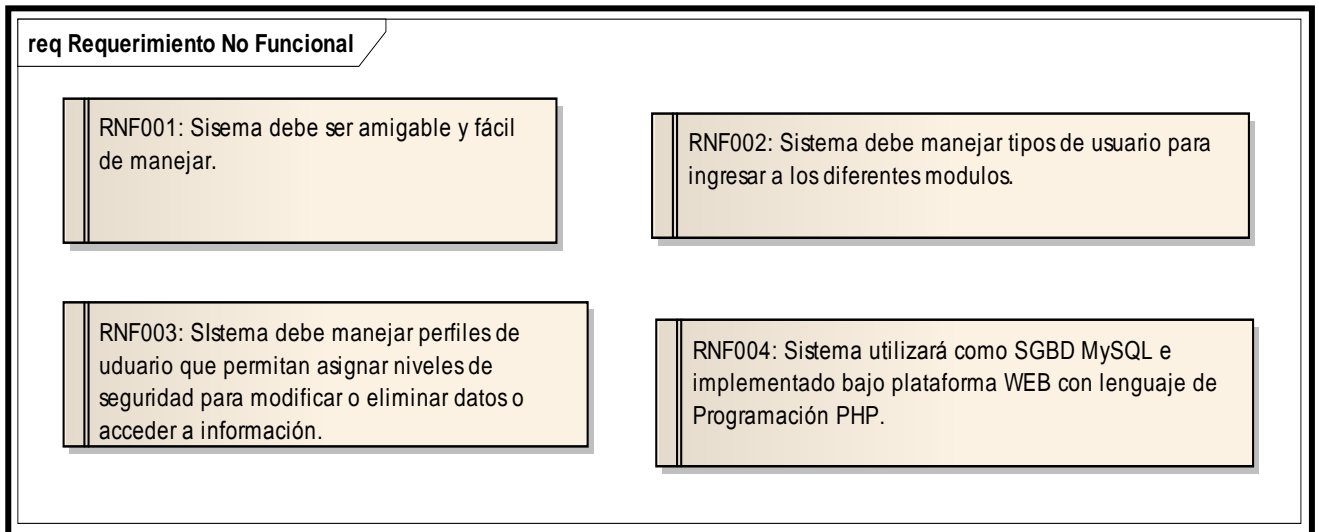 req Requerimiento No Funcional
RNF001: Sisema debe ser amigable y fácil
de manejar.
RNF002: Sistema debe manejar tipos de usuario para
ingresar a los diferentes modulos.
RNF003: SIstema debe manejar perfiles de
uduario que permitan asignar niveles de
seguridad para modificar o eliminar datos o
acceder a información.
RNF004: Sistema utilizará como SGBD MySQL e
implementado bajo plataforma WEB con lenguaje de
Programación PHP.